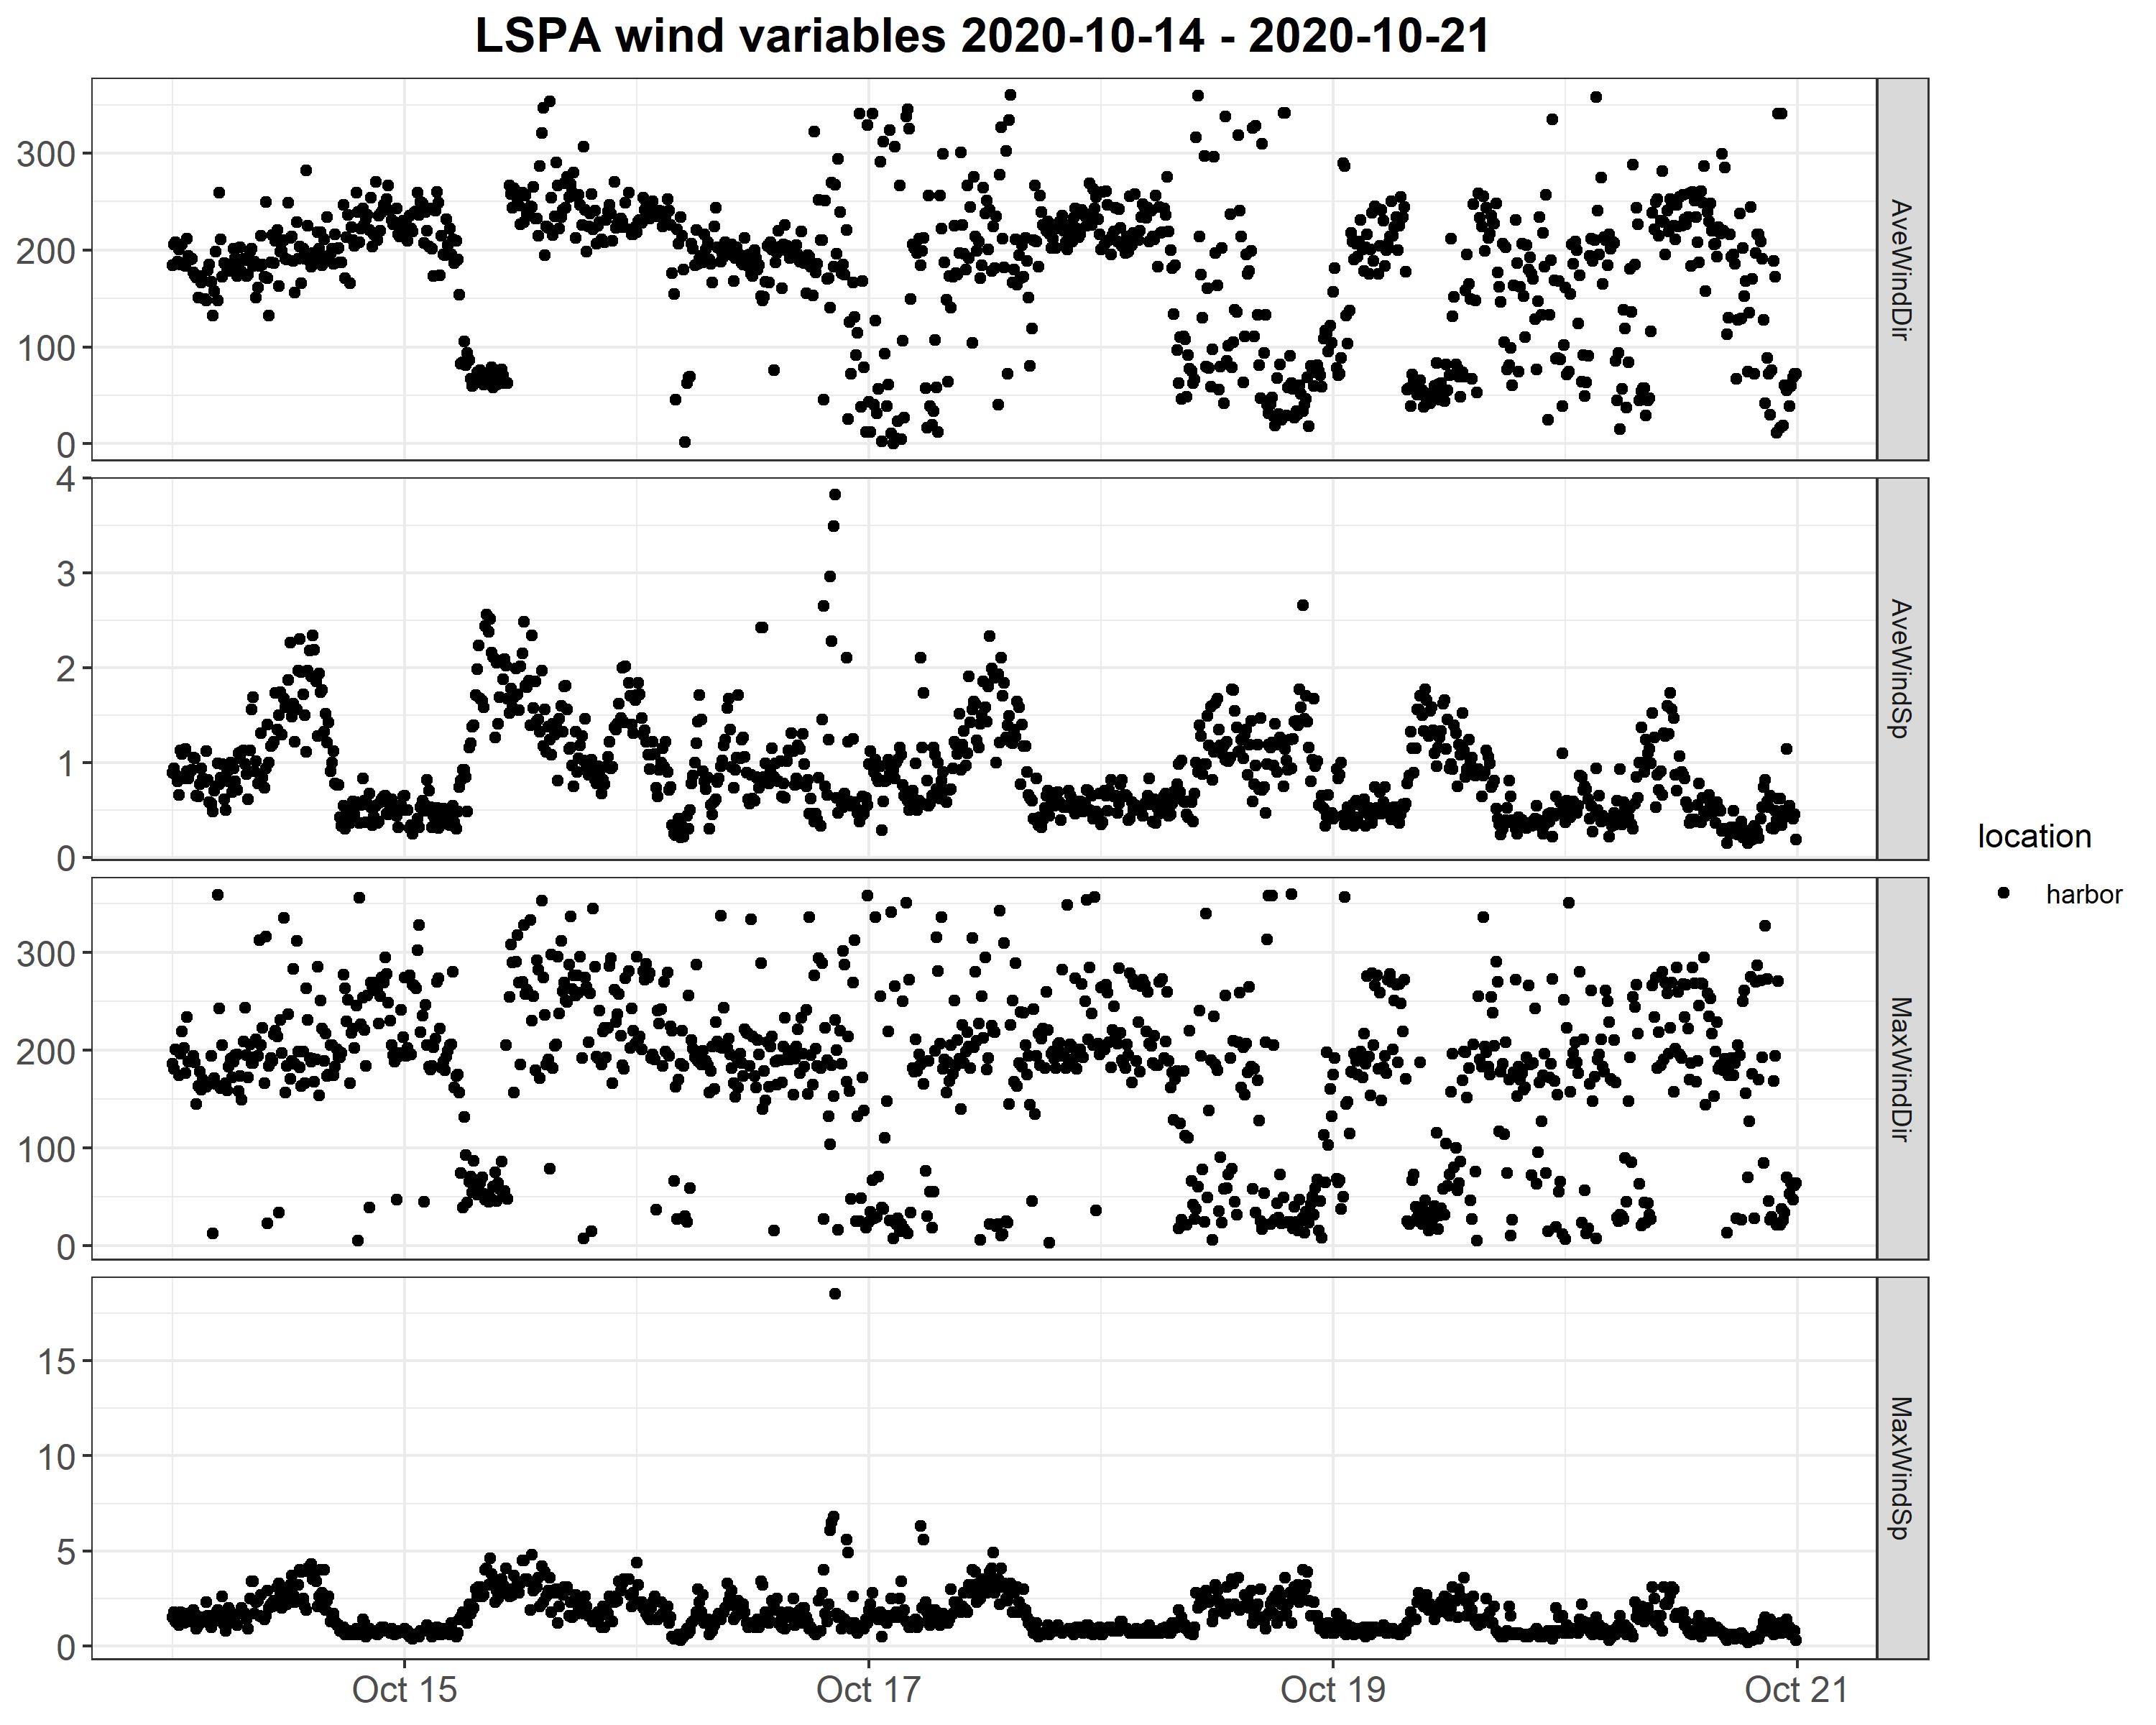 LSPA wind variables 2020-10-14 - 2020-10-21
300
200
100
0
AveWindDir
4
3
2
1
0
AveWindSp
300
200
100
0
MaxWindDir
15
10
5
0
MaxWindSp
Oct 15
Oct 17
Oct 19
Oct 21
location
harbor